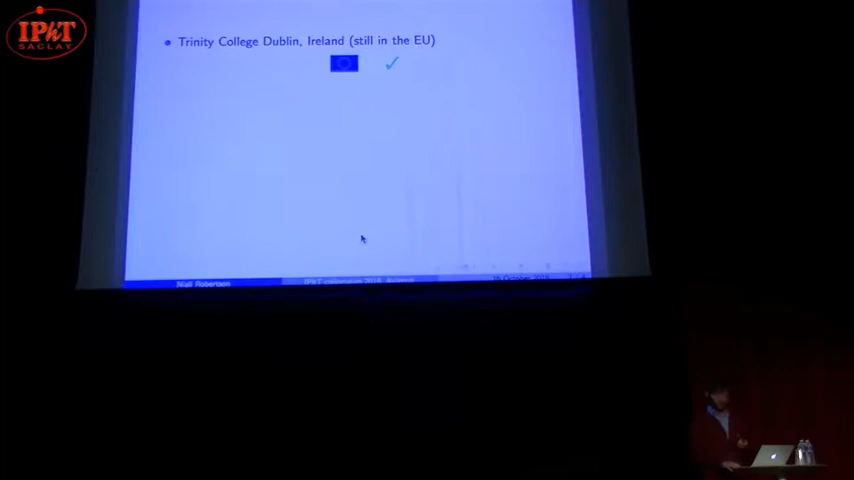 IPhT
SACLAY
Trinity College Dublin, Ireland (still in the EU)
Niall Robertson